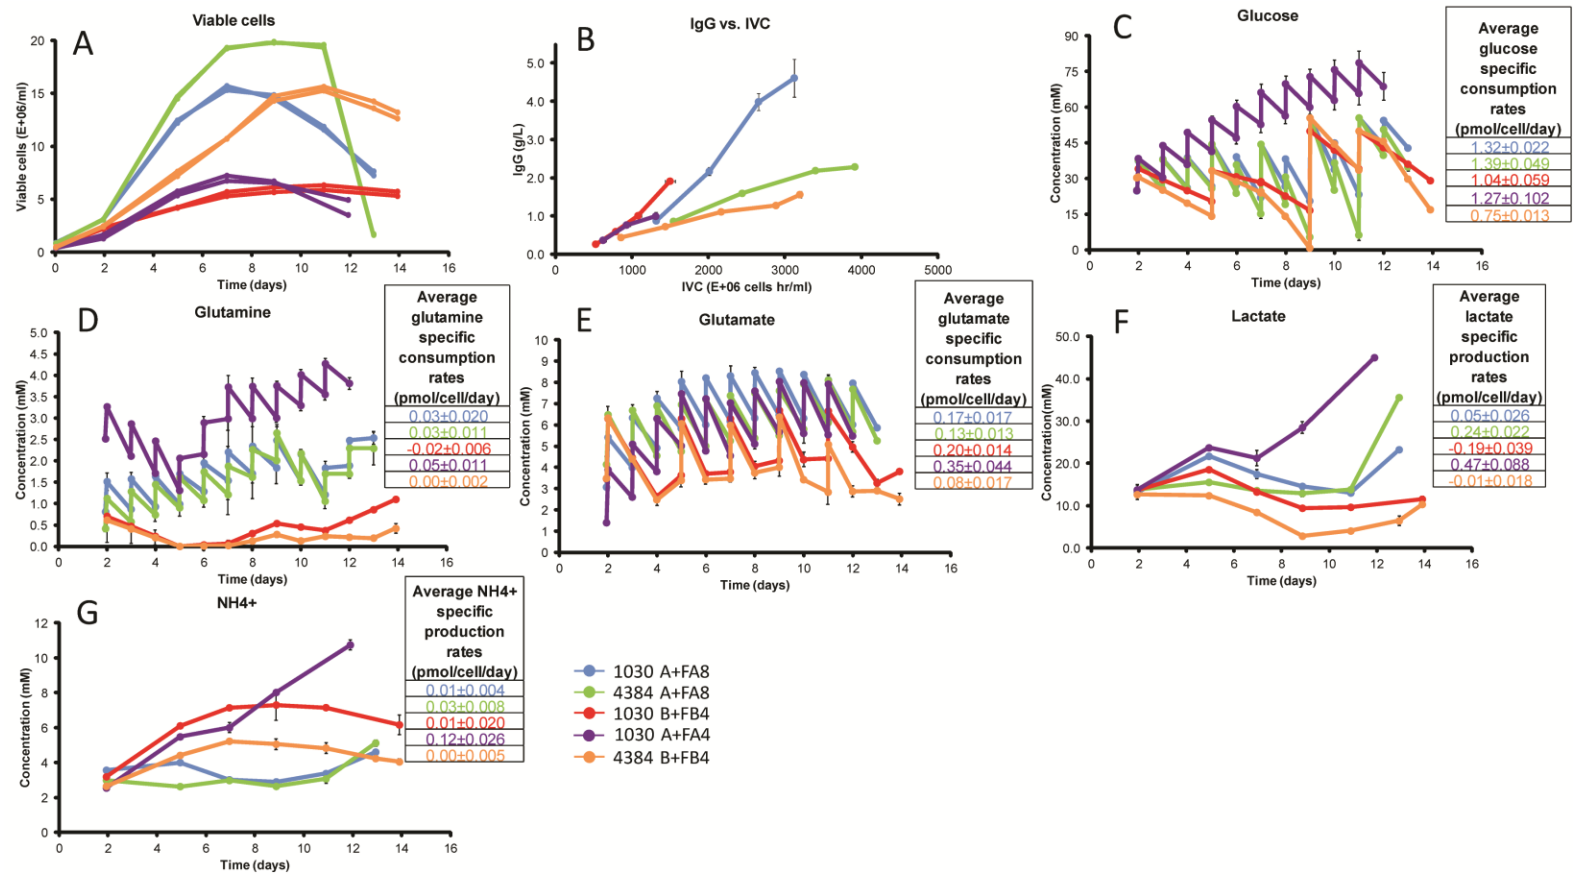 A
Viable cells
Viable cells (E+06/ml)
20
15
10
5
0
0 2 4 6 8 10 12 14 16
Time (days)
B
IgG vs. IVC
IgG (g/L)
5.0
4.0
3.0
2.0
1.0
0.0
0 1000 2000 3000 4000 5000
IVC (E+06 cells hr/ml)
C
Glucose
Concentration (mM)
90
75
60
45
30
15
0
0 2 4 6 8 10 12 14 16
Time (days)
Average
glucose
specific
consumption
rates
(pmol/cell/day)
1.32±0.022
1.39±0.049
1.04±0.059
1.27±0.102
0.75±0.013
D
Glutamine
Concentration (mM)
5.0
4.5
4.0
3.5
3.0
2.5
2.0
1.5
1.0
0.5
0.0
0 2 4 6 8 10 12 14 16
Time (days)
Average
glutamine
specific
consumption
rates
(pmol/cell/day)
0.03±0.020
0.03±0.011
-0.02±0.006
0.05±0.011
0.00±0.002
E
Glutamate
Concentration (mM)
10
9
8
7
6
5
4
3
2
1
0
0 2 4 6 8 10 12 14 16
Time (days)
Average
glutamate
specific
consumption
rates
(pmol/cell/day)
0.17±0.017
0.13±0.013
0.20±0.014
0.35±0.044
0.08±0.017
F
Lactate
Concentration(mM)
50.0
40.0
30.0
20.0
10.0
0.0
0 2 4 6 8 10 12 14 16
Time (days)
Average
lactate
specific
production
rates
(pmol/cell/day)
0.05±0.026
0.24±0.022
-0.19±0.039
0.47±0.088
-0.01±0.018
G
NH4+
Concentration (mM)
12
10
8
6
4
2
0
0 2 4 6 8 10 12 14 16
Time (days)
Average NH4+
specific
production
rates
(pmol/cell/day)
0.01±0.004
0.03±0.008
0.01±0.020
0.12±0.026
0.00±0.005
1030 A+FA8
4384 A+FA8
1030 B+FB4
1030 A+FA4
4384 B+FB4